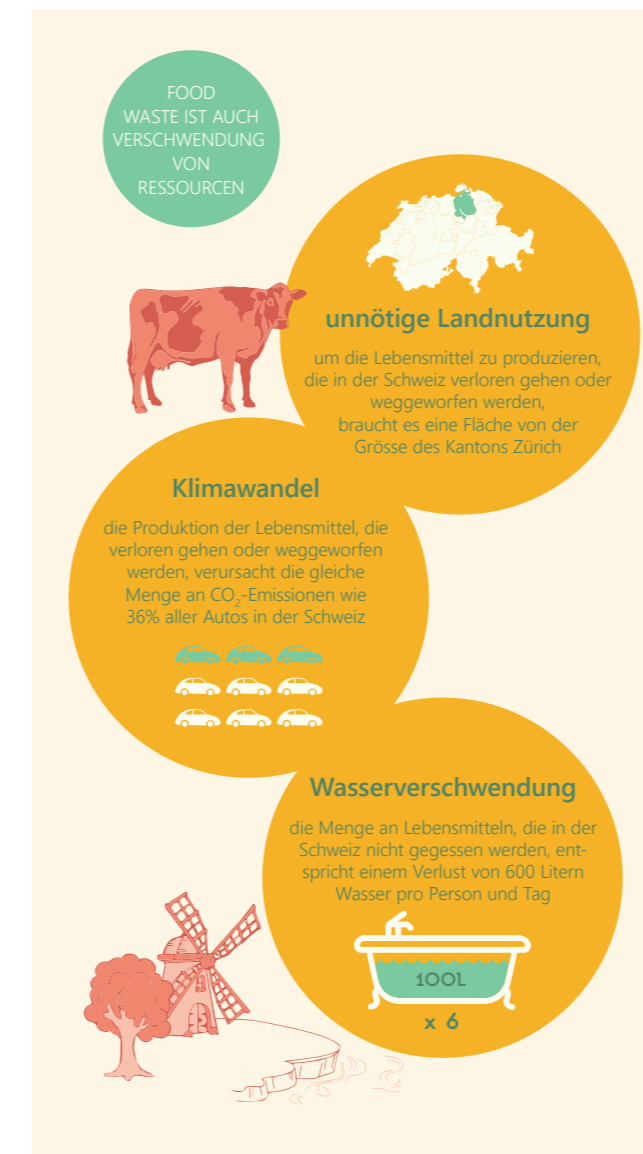 FOOD
WASTE IST AUCH
VERSCHWENDUNG
VON
RESSOURCEN
unnötige Landnutzung
um die Lebensmittel zu produzieren,
die in der Schweiz verloren gehen oder
weggeworfen werden,
braucht es eine Fläche von der
Grösse des Kantons Zürich
Klimawandel
die Produktion der Lebensmittel, die
verloren gehen oder weggeworfen
werden, verursacht die gleiche
Menge an CO₂-Emissionen wie
36% aller Autos in der Schweiz
Wasserverschwendung
die Menge an Lebensmitteln, die in der
Schweiz nicht gegessen werden, ent-
spricht einem Verlust von 600 Litern
Wasser pro Person und Tag
100L
x 6